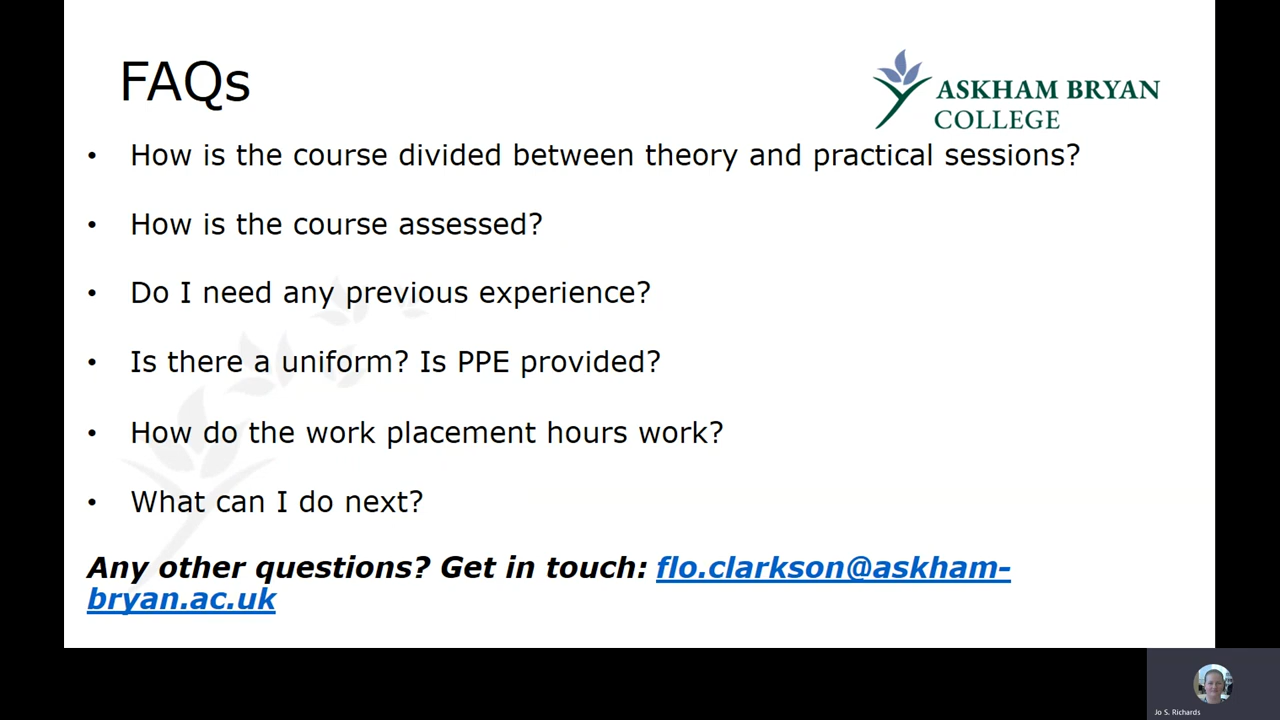 FAQs
ASKHAM BRYAN
COLLEGE
• How is the course divided between theory and practical sessions?
• How is the course assessed?
• Do I need any previous experience?
• Is there a uniform? Is PPE provided?
• How do the work placement hours work?
• What can I do next?
Any other questions? Get in touch: flo.clarkson@askham-
bryan.ac.uk
Jo S. Richards